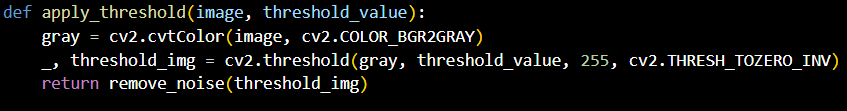 def apply_threshold(image, threshold_value):
    gray = cv2.cvtColor(image, cv2.COLOR_BGR2GRAY)
    _, threshold_img = cv2.threshold(gray, threshold_value, 255, cv2.THRESH_TOZERO_INV)
    return remove_noise(threshold_img)